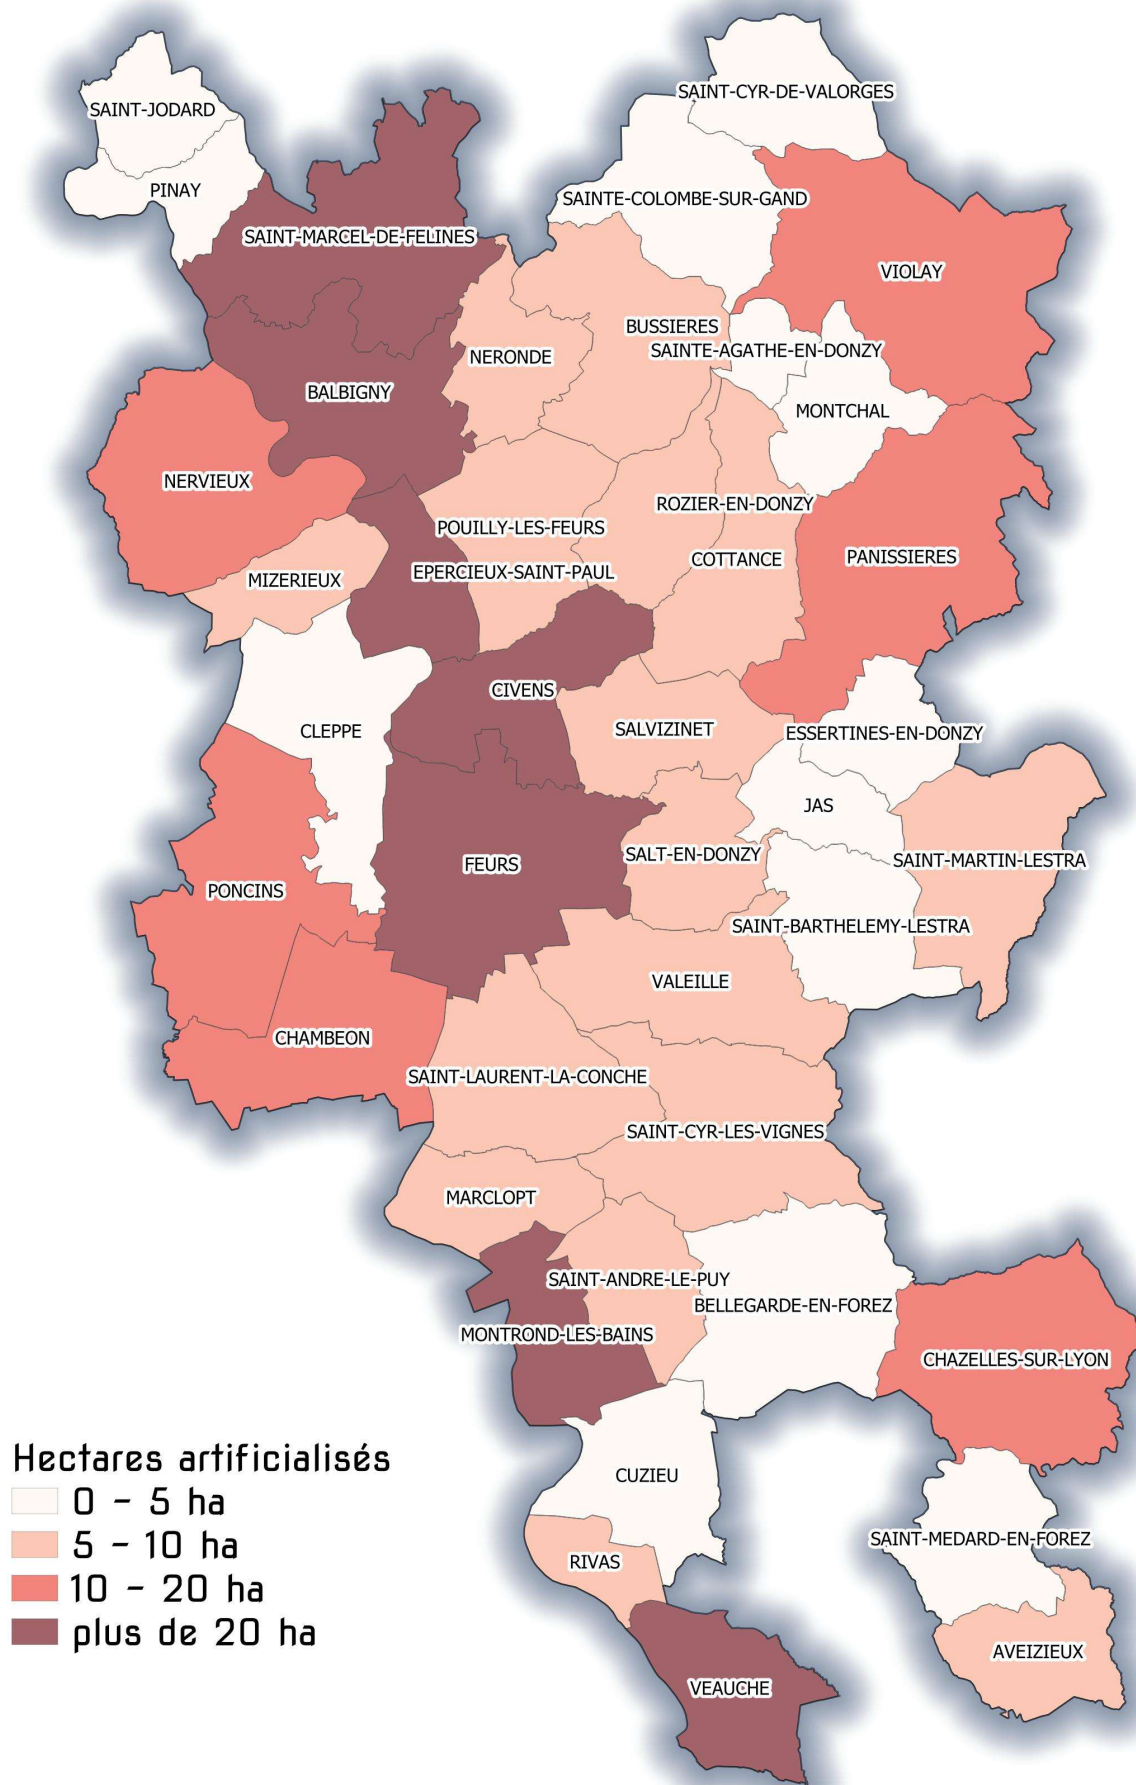 SAINT-CYR-DE-VALORGES
SAINT-JODARD
PINAY
SAINTE-COLOMBE-SUR-GAND
SAINT-MARCEL-DE-FELINES
VIOLAY
BUSSIERES
SAINTE-AGATHE-EN-DONZY
NERONDE
BALBIGNY
MONTCHAL
NERVIEUX
ROZIER-EN-DONZY
POUILLY-LES-FEURS
PANISSIERES
COTTANCE
EPERCIEUX-SAINT-PAUL
MIZERIEUX
CIVENS
SALVIZINET
CLEPPE
ESSERTINES-EN-DONZY
JAS
SALT-EN-DONZY
SAINT-MARTIN-LESTRA
FEURS
PONCINS
SAINT-BARTHELEMY-LESTRA
VALEILLE
CHAMBEON
SAINT-LAURENT-LA-CONCHE
SAINT-CYR-LES-VIGNES
MARCLOPT
SAINT-ANDRE-LE-PUY
BELLEGARDE-EN-FOREZ
MONTROND-LES-BAINS
CHAZELLES-SUR-LYON
CUZIEU
SAINT-MEDARD-EN-FOREZ
RIVAS
AVEIZIEUX
VEAUCHE
Hectares artificialisés
0 - 5 ha
5 - 10 ha
10 - 20 ha
plus de 20 ha